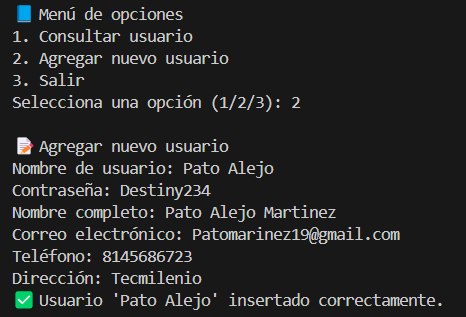 📘 Menú de opciones
1. Consultar usuario
2. Agregar nuevo usuario
3. Salir
Selecciona una opción (1/2/3): 2
📝 Agregar nuevo usuario
Nombre de usuario: Pato Alejo
Contraseña: Destiny234
Nombre completo: Pato Alejo Martinez
Correo electrónico: Patomarinez19@gmail.com
Teléfono: 8145686723
Dirección: Tecmilenio
✅ Usuario 'Pato Alejo' insertado correctamente.